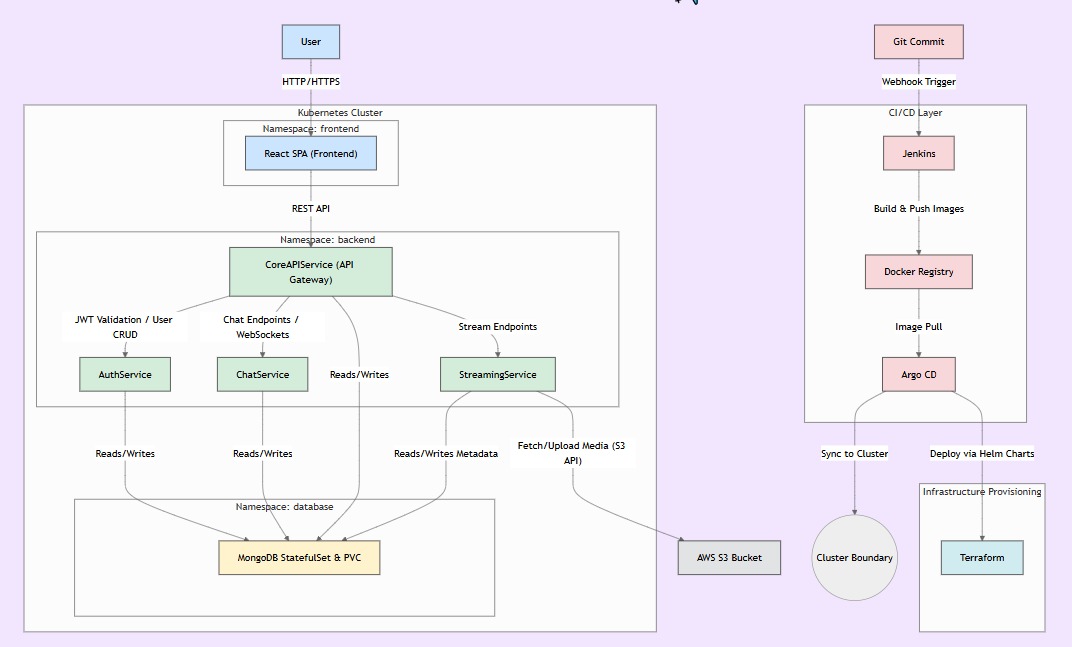 User
Git Commit
HTTP/HTTPS
Webhook Trigger
Kubernetes Cluster
CI/CD Layer
Namespace: frontend
React SPA (Frontend)
Jenkins
REST API
Build & Push Images
Namespace: backend
CoreAPIService (API
Gateway)
Docker Registry
JWT Validation / User
CRUD
Chat Endpoints /
WebSockets
Stream Endpoints
Image Pull
AuthService
ChatService
Reads/Writes
StreamingService
Argo CD
Reads/Writes
Reads/Writes
Reads/Writes Metadata
Fetch/Upload Media (S3
API)
Sync to Cluster
Deploy via Helm Charts
Infrastructure Provisioning
Namespace: database
MongoDB StatefulSet & PVC
AWS S3 Bucket
Cluster Boundary
Terraform